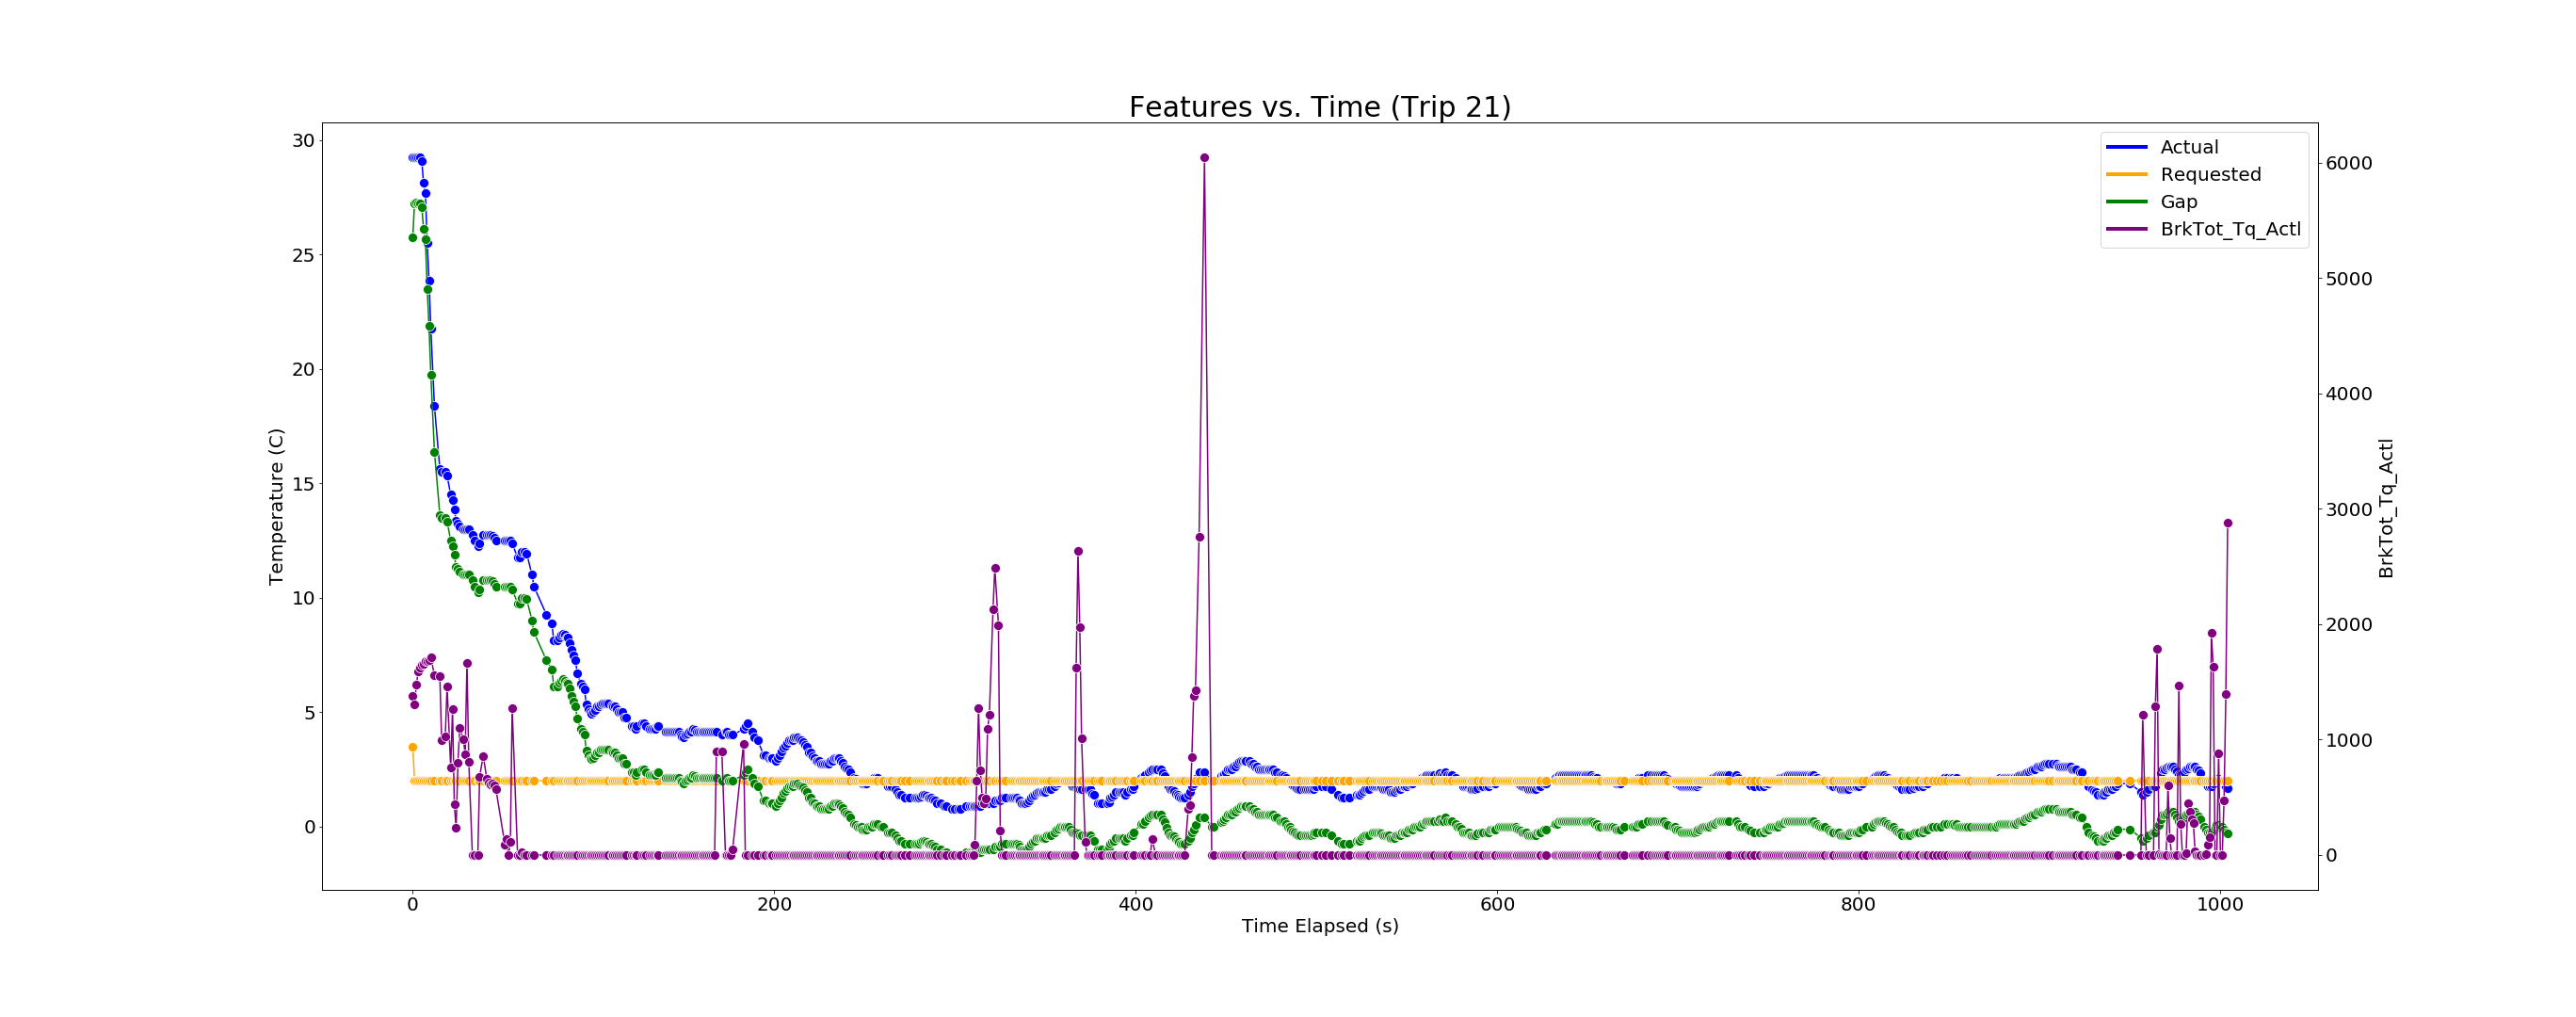 Features vs. Time (Trip 21)
30
25
20
15
10
5
0
Temperature (C)
6000
5000
4000
3000
2000
1000
0
BrkTot_Tq_Actl
Actual
Requested
Gap
BrkTot_Tq_Actl
0
200
400
600
800
1000
Time Elapsed (s)